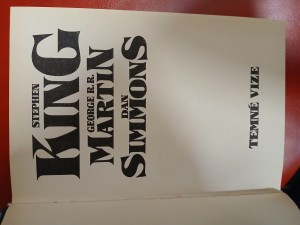 STEPHEN
KING
GEORGE R.R.
MARTIN
DAN
SIMMONS
TEMNÉ VIZE